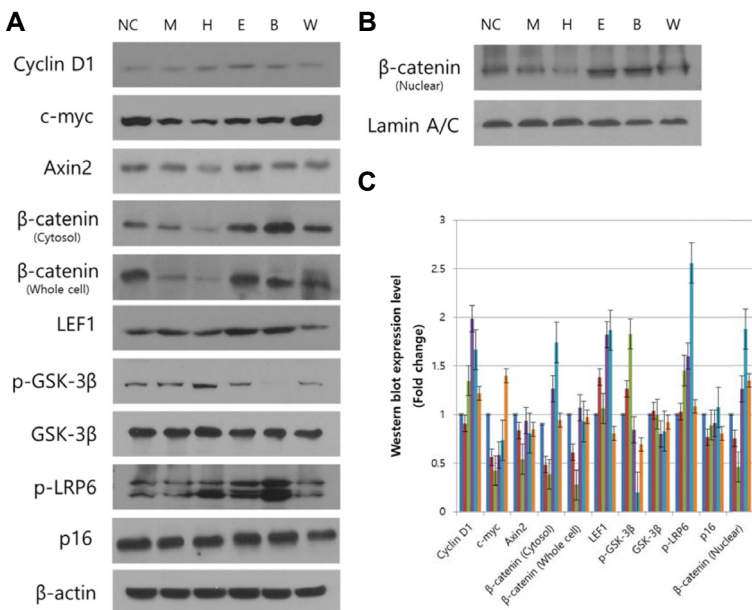 A
NC M H E B W
Cyclin D1
c-myc
Axin2
β-catenin
(Cytosol)
β-catenin
(Whole cell)
LEF1
p-GSK-3β
GSK-3β
p-LRP6
p16
β-actin
B
NC M H E B W
β-catenin
(Nuclear)
Lamin A/C
C
Western blot expression level
(Fold change)
3
2.5
2
1.5
1
0.5
0
Cyclin D1
c-myc
Axin2
β-catenin (Cytosol)
β-catenin (Whole cell)
LEF1
p-GSK-3β
GSK-3β
p-LRP6
p16
β-catenin (Nuclear)